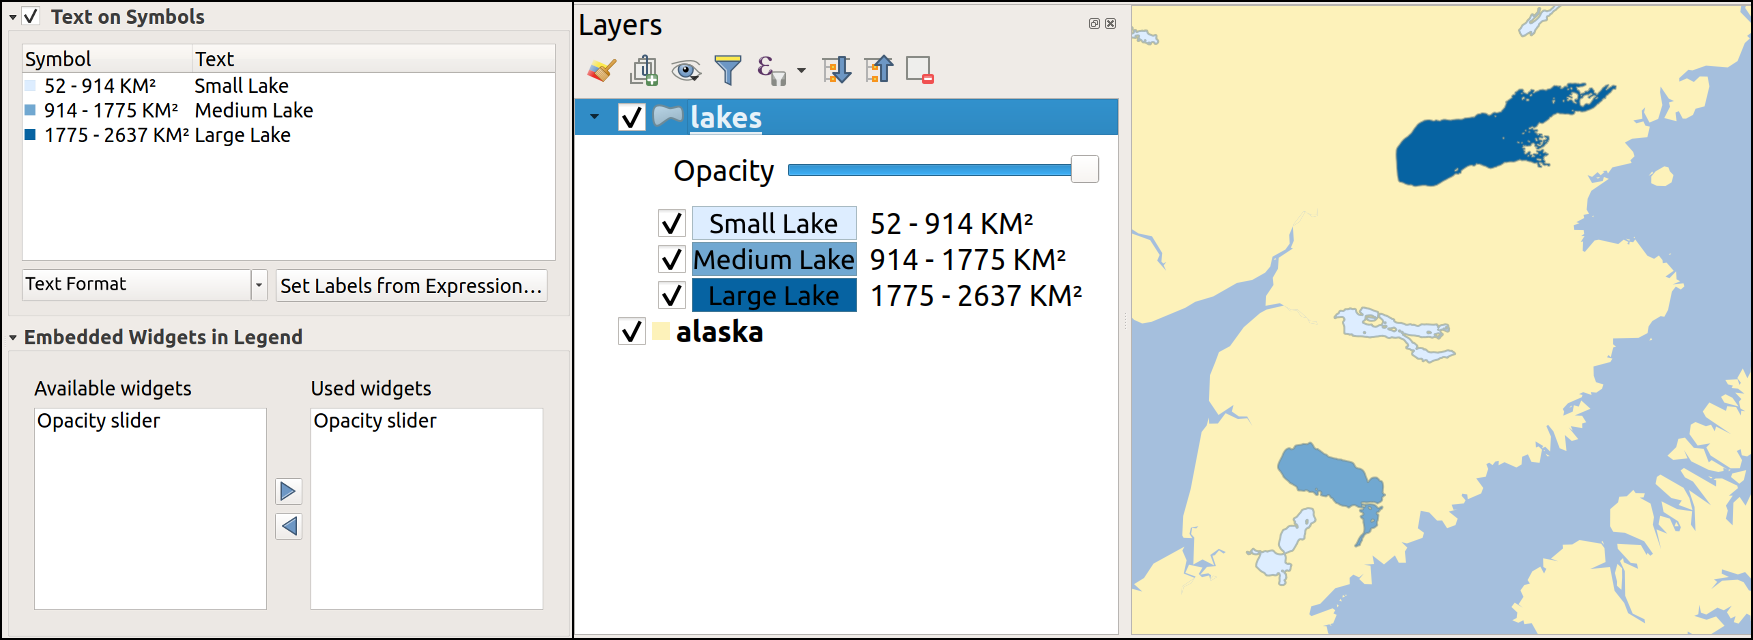 Text on Symbols
Symbol Text
52 - 914 KM² Small Lake
914 - 1775 KM² Medium Lake
1775 - 2637 KM² Large Lake
Text Format
Set Labels from Expression…
Embedded Widgets in Legend
Available widgets
Used widgets
Opacity slider
Opacity slider
Layers
lakes
Opacity
Small Lake 52 - 914 KM²
Medium Lake 914 - 1775 KM²
Large Lake 1775 - 2637 KM²
alaska